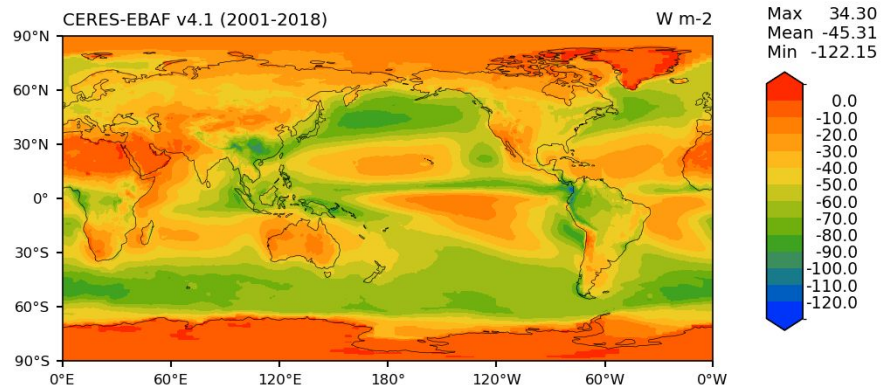 CERES-EBAF v4.1 (2001-2018) W m-2
Max 34.30
Mean -45.31
Min -122.15
90°N
60°N
30°N
0°
30°S
60°S
90°S
0°E 60°E 120°E 180° 120°W 60°W 0°W
0.0
-10.0
-20.0
-30.0
-40.0
-50.0
-60.0
-70.0
-80.0
-90.0
-100.0
-110.0
-120.0